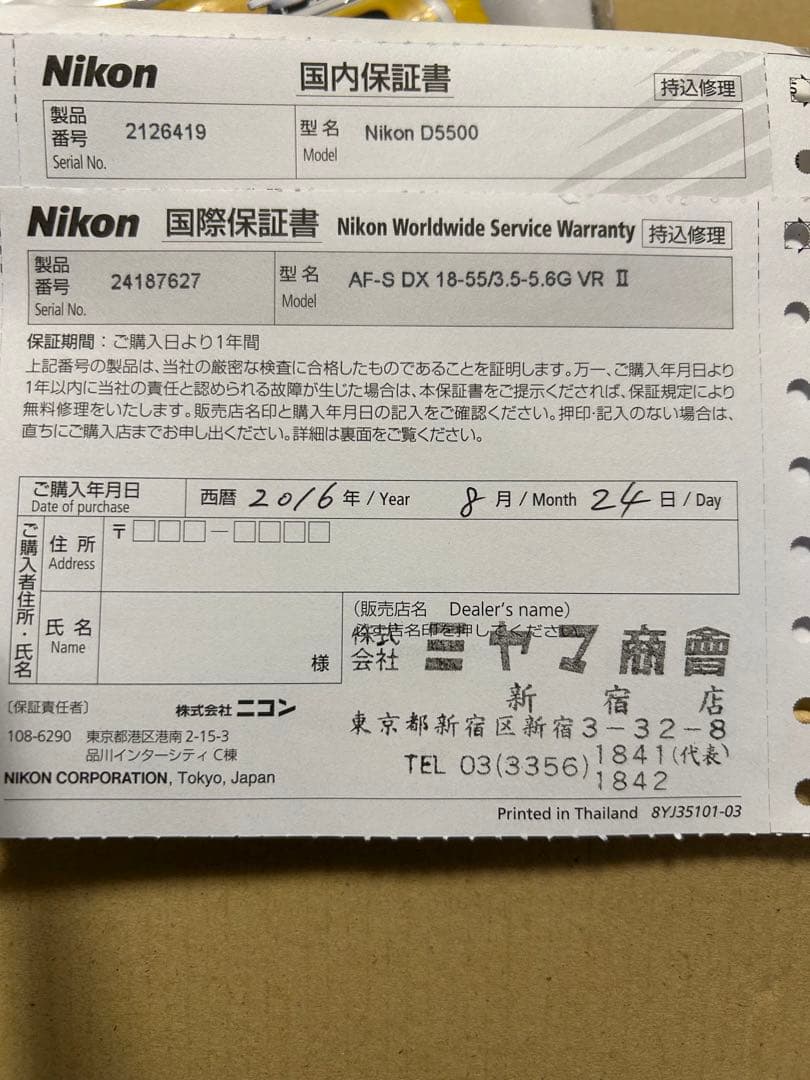 Nikon 国内保証書 持込修理
製品番号 Serial No. 2126419 型名 Model Nikon D5500
Nikon 国際保証書 Nikon Worldwide Service Warranty 持込修理
製品番号 Serial No. 24187627 型名 Model AF-S DX 18-55/3.5-5.6G VR Ⅱ
保証期間：ご購入日より1年間
上記番号の製品は、当社の厳密な検査に合格したものであることを証明します。万一、ご購入年月日より
1年以内に当社の責任と認められる故障が生じた場合は、本保証書をご提示くだされば、保証規定により
無料修理をいたします。販売店名印と購入年月日の記入をご確認ください。押印・記入のない場合は、
直ちにご購入店までお申し出ください。詳細は裏面をご覧ください。
ご購入年月日 Date of purchase 西暦 2016 年 / Year 8 月 / Month 24 日 / Day
ご購入者住所・氏名
住所 Address 〒
氏名 Name 様
(販売店名 Dealer's name)
必ず店名印を押してください
株式会社 ミヤマ商會
新宿店
東京都新宿区新宿3-32-8
TEL 03(3356)1841(代表)
1842
〔保証責任者〕 株式会社 ニコン
108-6290 東京都港区港南 2-15-3
品川インターシティ C棟
NIKON CORPORATION, Tokyo, Japan
Printed in Thailand 8YJ35101-03